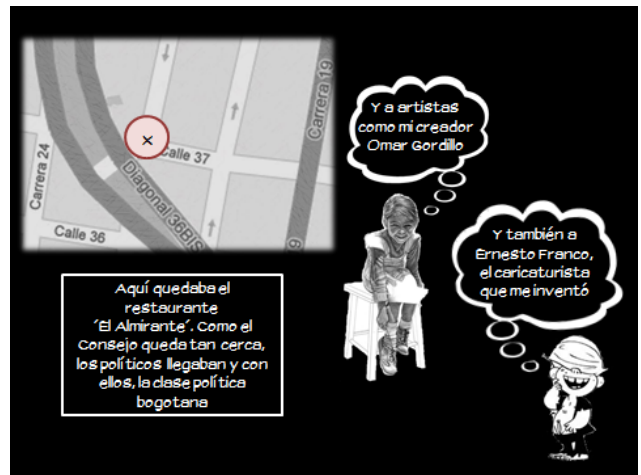 Carrera 19
Carrera 24
Calle 37
Diagonal 36BIS
Calle 36
9
Y a artistas
como mi creador
Omar Gordillo
Y también a
Ernesto Franco,
el caricaturista
que me inventó
Aquí quedaba el
restaurante
´El Almirante´. Como el
Consejo queda tan cerca,
los políticos llegaban y con
ellos, la clase política
bogotana